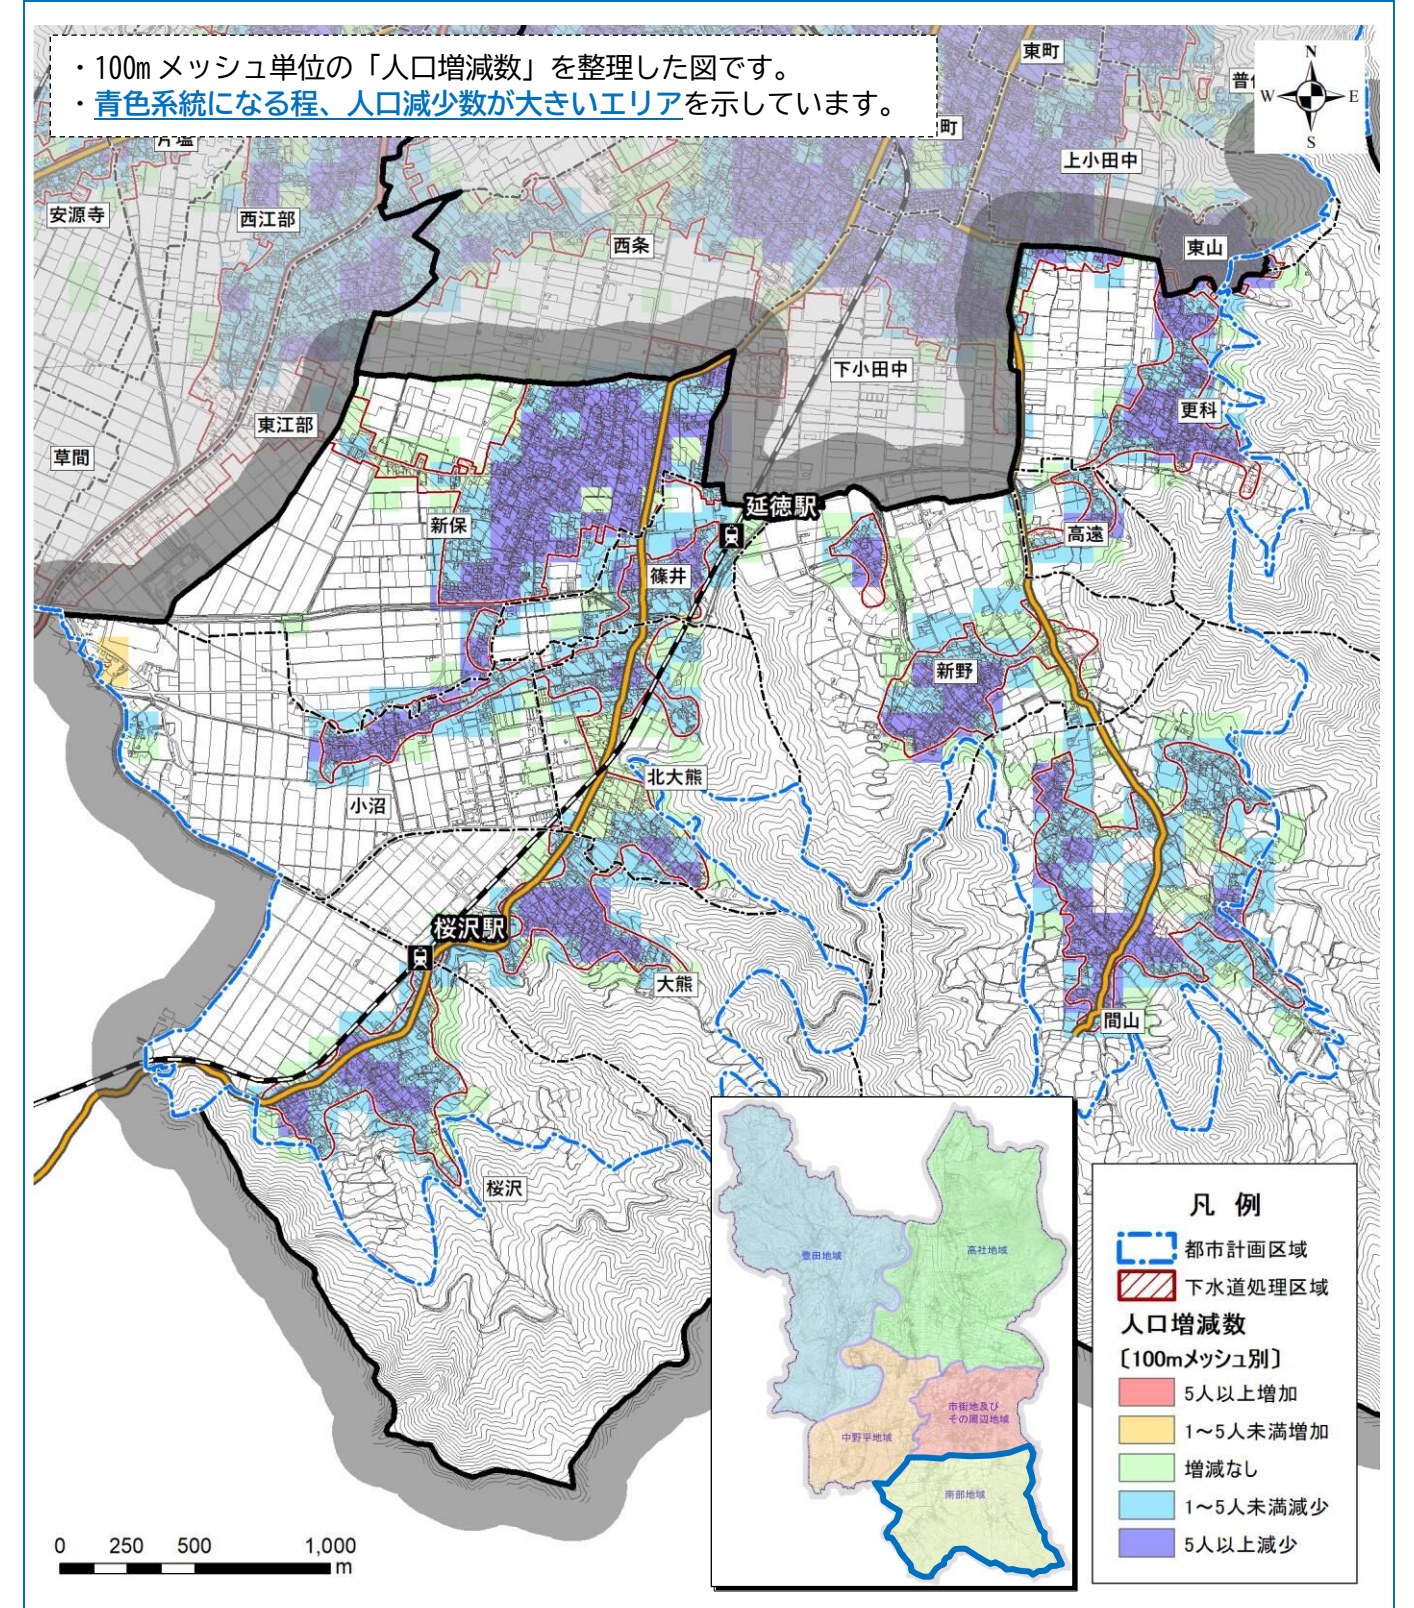 ・100mメッシュ単位の「人口増減数」を整理した図です。
・青色系統になる程、人口減少数が大きいエリアを示しています。
N
W
E
S
東町
町
上小田中
片塩
安源寺
西江部
西条
東山
下小田中
東江部
草間
更科
延徳駅
新保
高遠
篠井
新野
北大熊
小沼
桜沢駅
大熊
間山
桜沢
豊田地域
高社地域
市街地及び
その周辺地域
中野平地域
南部地域
凡 例
都市計画区域
下水道処理区域
人口増減数
〔100mメッシュ別〕
5人以上増加
1～5人未満増加
増減なし
1～5人未満減少
5人以上減少
0 250 500 1,000
m